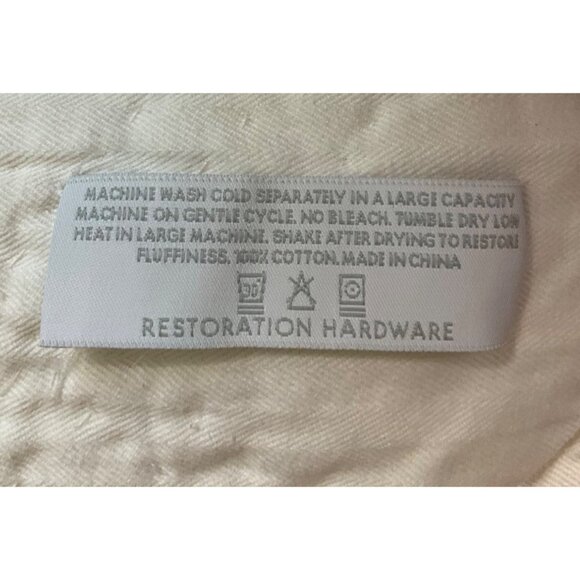 MACHINE WASH COLD SEPARATELY IN A LARGE CAPACITY
MACHINE ON GENTLE CYCLE. NO BLEACH. TUMBLE DRY LOW
HEAT IN LARGE MACHINE. SHAKE AFTER DRYING TO RESTORE
FLUFFINESS. 100% COTTON. MADE IN CHINA
30
RESTORATION HARDWARE